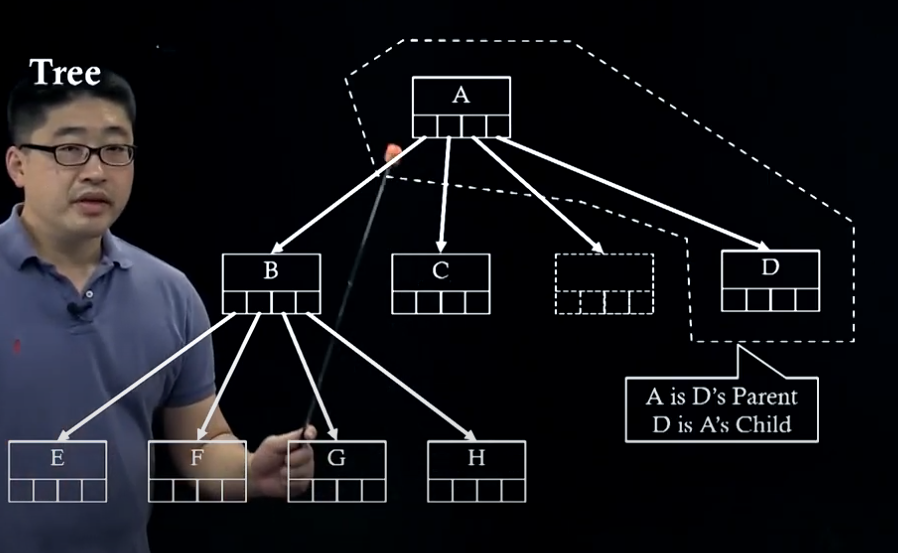 Tree
A
B
C
D
A is D's Parent
D is A's Child
E
F
G
H